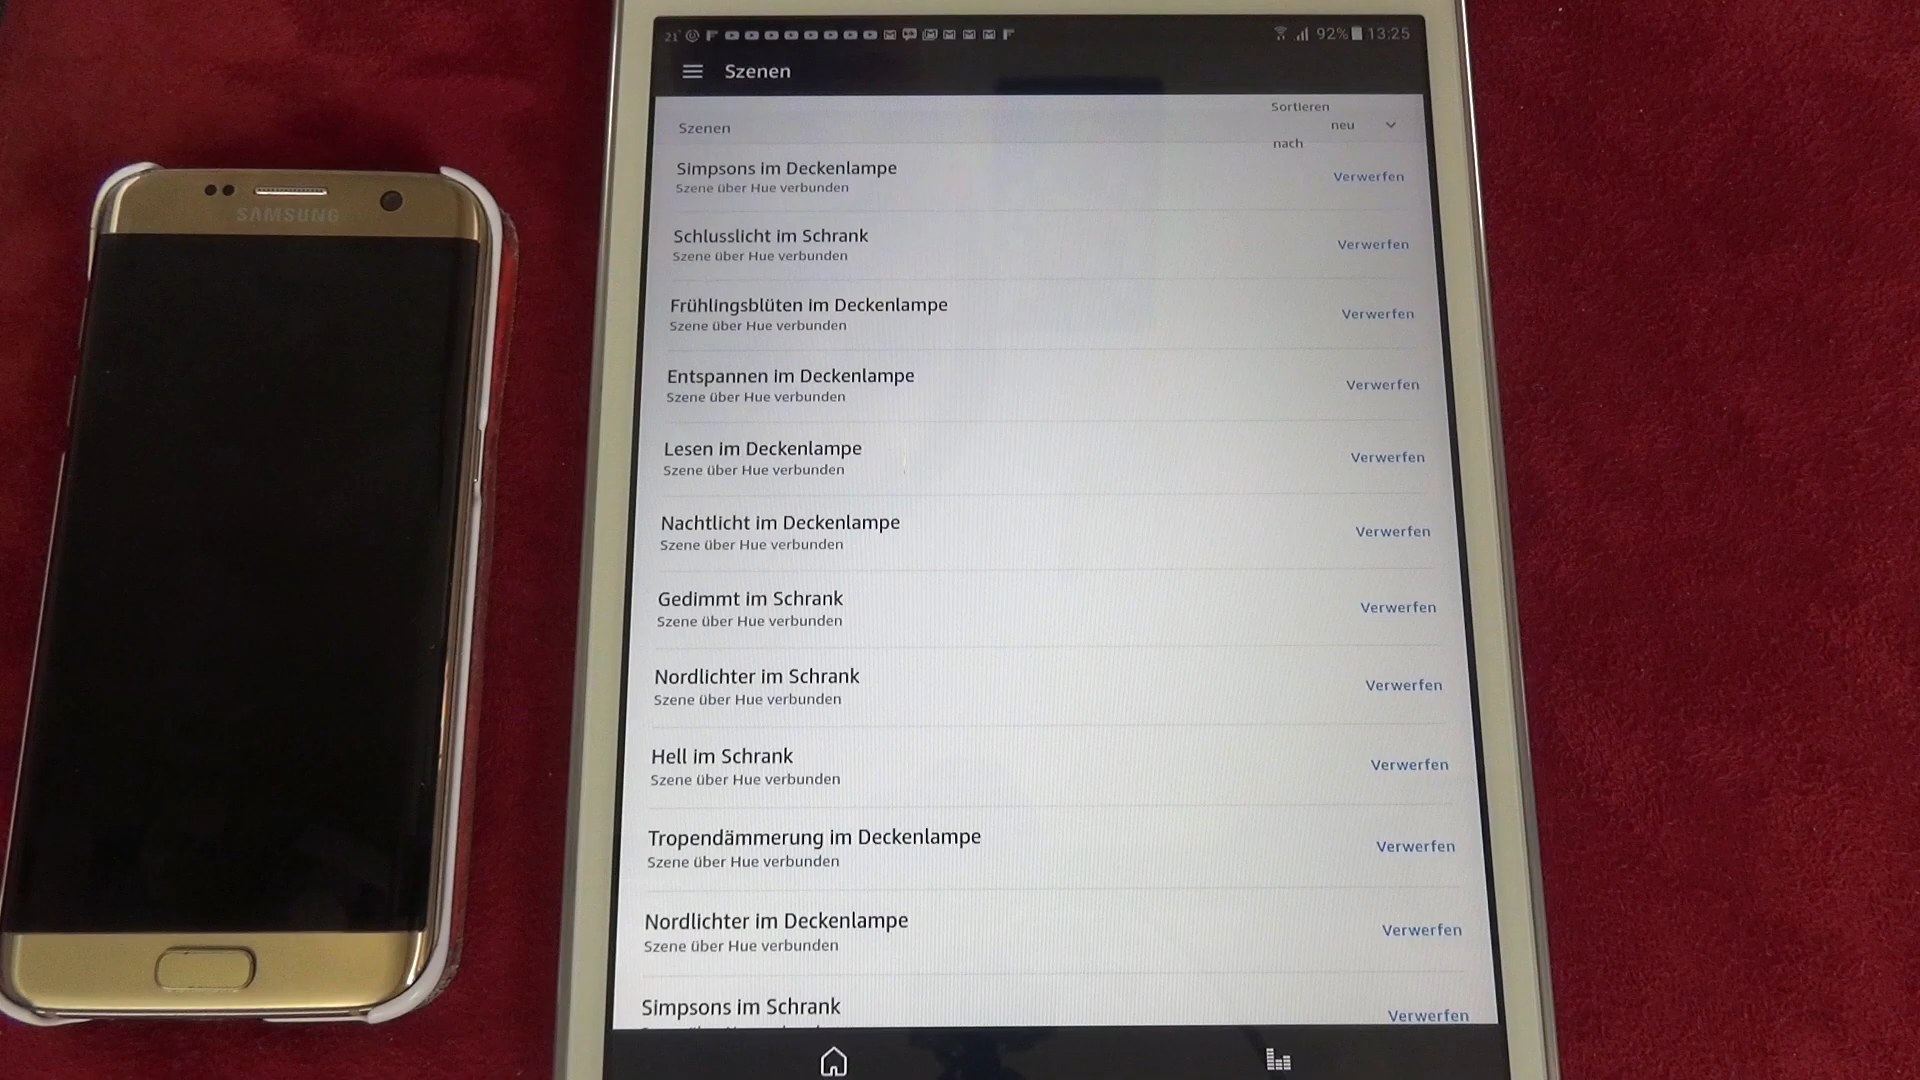 SAMSUNG
21° 92% 13:25
Szenen
Szenen
Sortieren
nach
neu
Simpsons im Deckenlampe
Szene über Hue verbunden
Verwerfen
Schlusslicht im Schrank
Szene über Hue verbunden
Verwerfen
Frühlingsblüten im Deckenlampe
Szene über Hue verbunden
Verwerfen
Entspannen im Deckenlampe
Szene über Hue verbunden
Verwerfen
Lesen im Deckenlampe
Szene über Hue verbunden
Verwerfen
Nachtlicht im Deckenlampe
Szene über Hue verbunden
Verwerfen
Gedimmt im Schrank
Szene über Hue verbunden
Verwerfen
Nordlichter im Schrank
Szene über Hue verbunden
Verwerfen
Hell im Schrank
Szene über Hue verbunden
Verwerfen
Tropendämmerung im Deckenlampe
Szene über Hue verbunden
Verwerfen
Nordlichter im Deckenlampe
Szene über Hue verbunden
Verwerfen
Simpsons im Schrank
Verwerfen